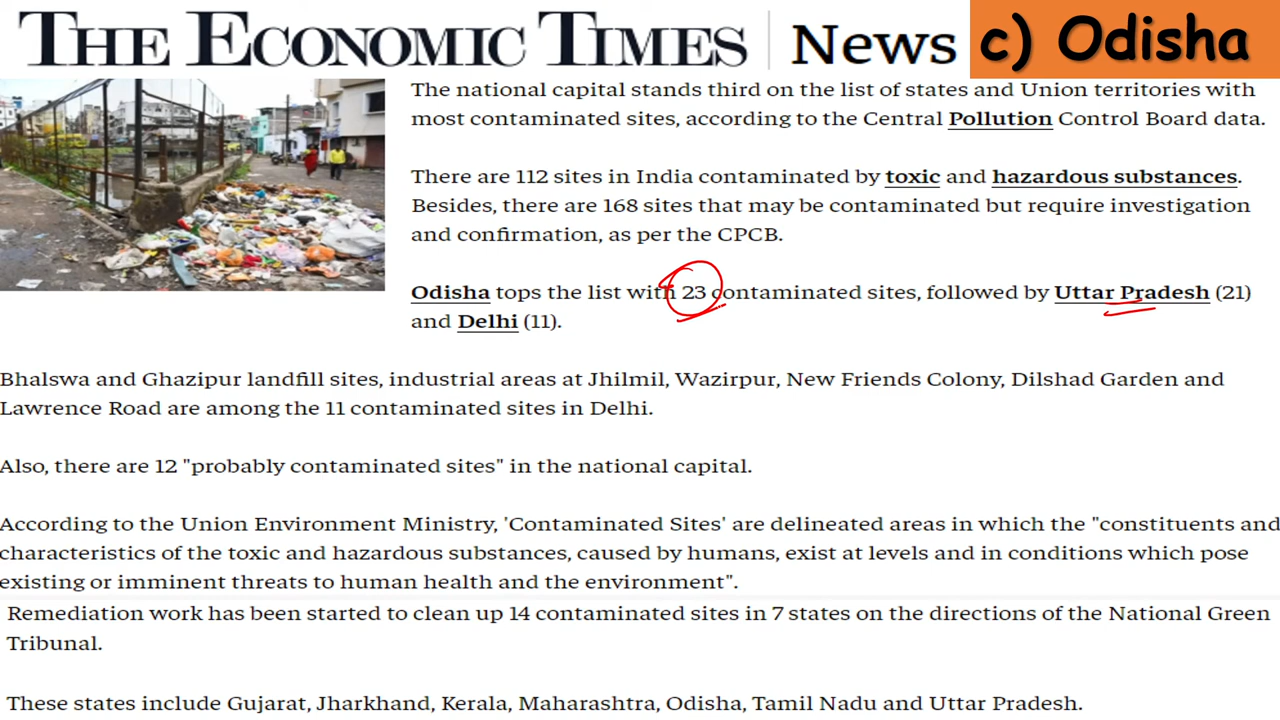 THE ECONOMIC TIMES
News
c) Odisha
The national capital stands third on the list of states and Union territories with
most contaminated sites, according to the Central Pollution Control Board data.
There are 112 sites in India contaminated by toxic and hazardous substances.
Besides, there are 168 sites that may be contaminated but require investigation
and confirmation, as per the CPCB.
Odisha tops the list with 23 contaminated sites, followed by Uttar Pradesh (21)
and Delhi (11).
Bhalswa and Ghazipur landfill sites, industrial areas at Jhilmil, Wazirpur, New Friends Colony, Dilshad Garden and
Lawrence Road are among the 11 contaminated sites in Delhi.
Also, there are 12 "probably contaminated sites" in the national capital.
According to the Union Environment Ministry, 'Contaminated Sites' are delineated areas in which the "constituents and
characteristics of the toxic and hazardous substances, caused by humans, exist at levels and in conditions which pose
existing or imminent threats to human health and the environment".
Remediation work has been started to clean up 14 contaminated sites in 7 states on the directions of the National Green
Tribunal.
These states include Gujarat, Jharkhand, Kerala, Maharashtra, Odisha, Tamil Nadu and Uttar Pradesh.